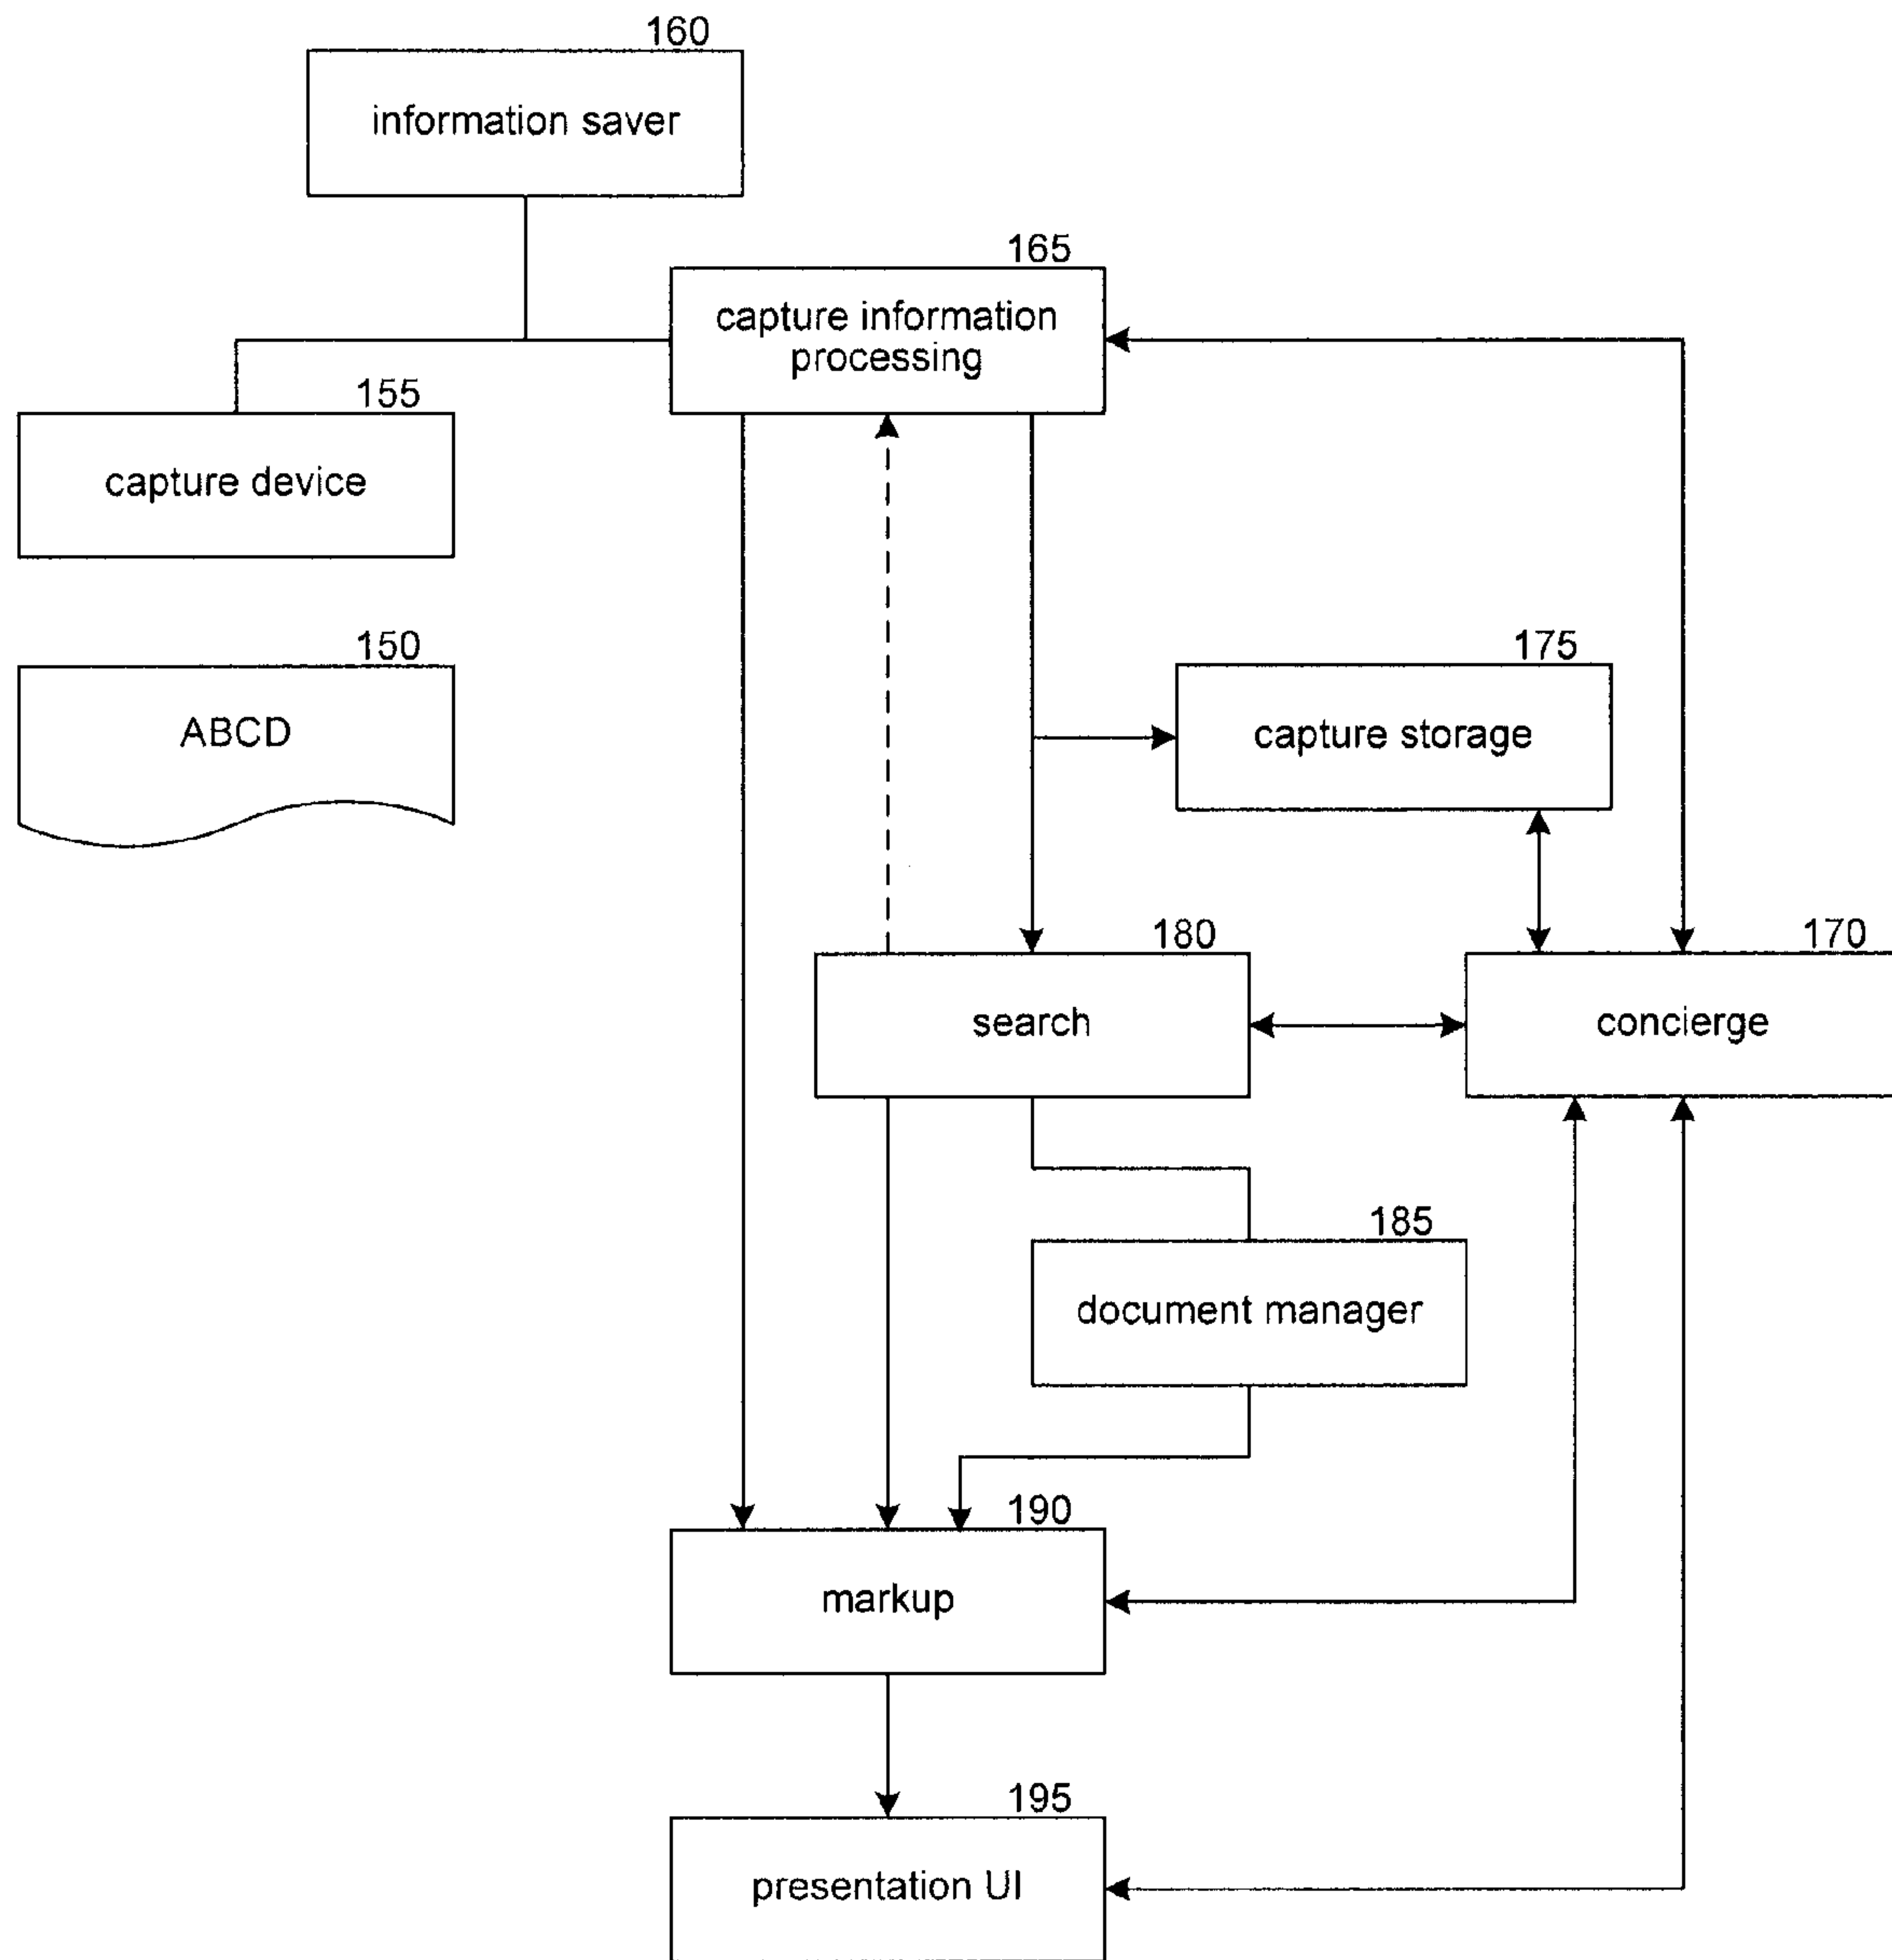 160
information saver
165
capture information
processing
155
capture device
150
ABCD
175
capture storage
180
search
170
concierge
185
document manager
190
markup
195
presentation UI